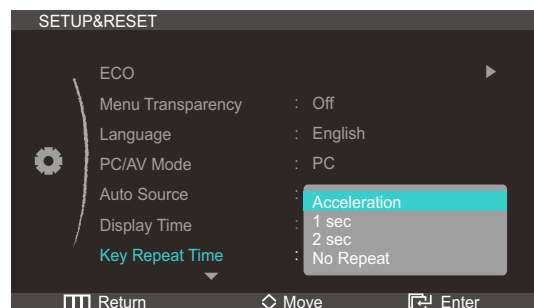 SETUP&RESET
ECO
Menu Transparency : Off
Language : English
PC/AV Mode : PC
Auto Source :
Display Time :
Key Repeat Time :
Acceleration
1 sec
2 sec
No Repeat
Return Move Enter